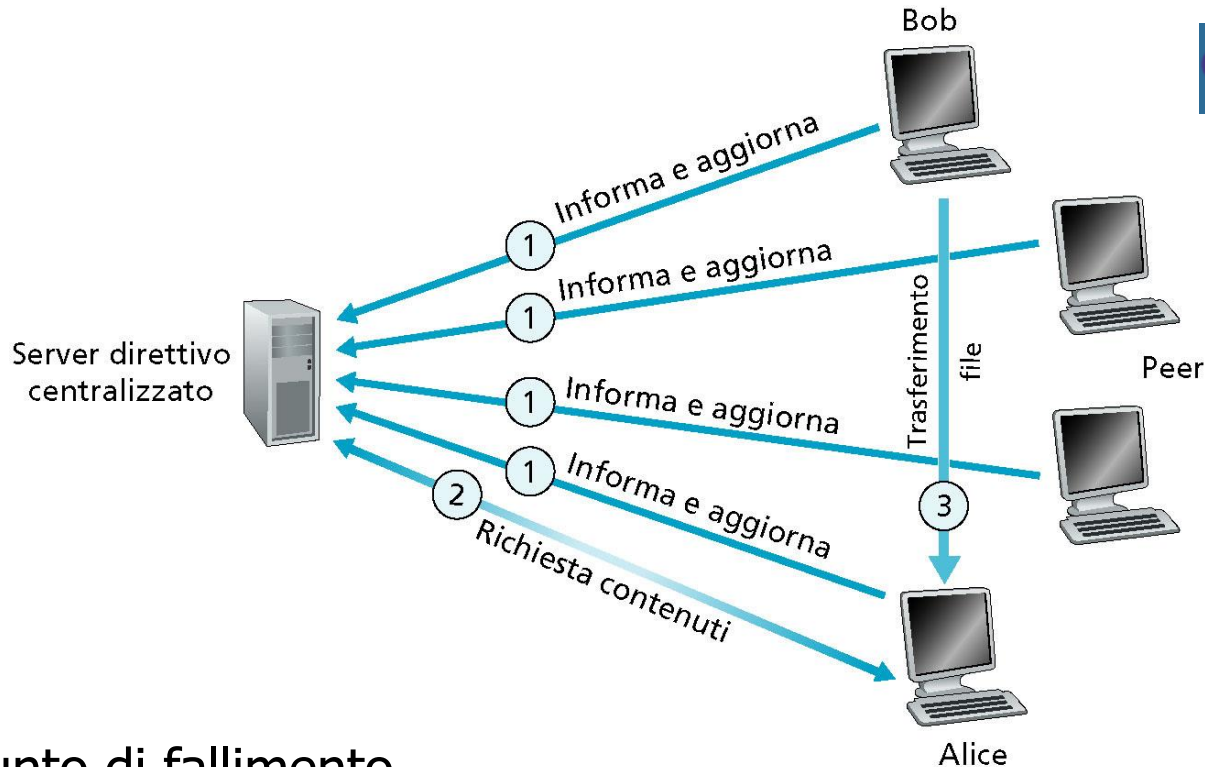 Bob
Informa e aggiorna
1
Informa e aggiorna
1
Server direttivo
centralizzato
Trasferimento
file
Peer
Informa e aggiorna
1
Informa e aggiorna
1
2
Richiesta contenuti
3
Alice
di fallimento